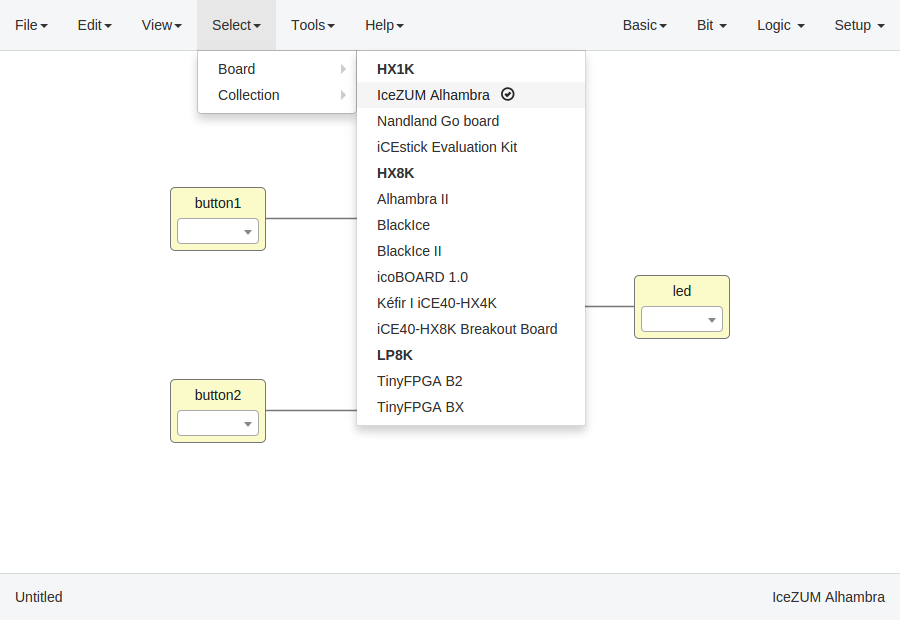 File Edit View Select Tools Help Basic Bit Logic Setup
Board
Collection
HX1K
IceZUM Alhambra
Nandland Go board
iCEstick Evaluation Kit
HX8K
Alhambra II
BlackIce
BlackIce II
icoBOARD 1.0
Kéfir I iCE40-HX4K
iCE40-HX8K Breakout Board
LP8K
TinyFPGA B2
TinyFPGA BX
button1
button2
led
Untitled
IceZUM Alhambra